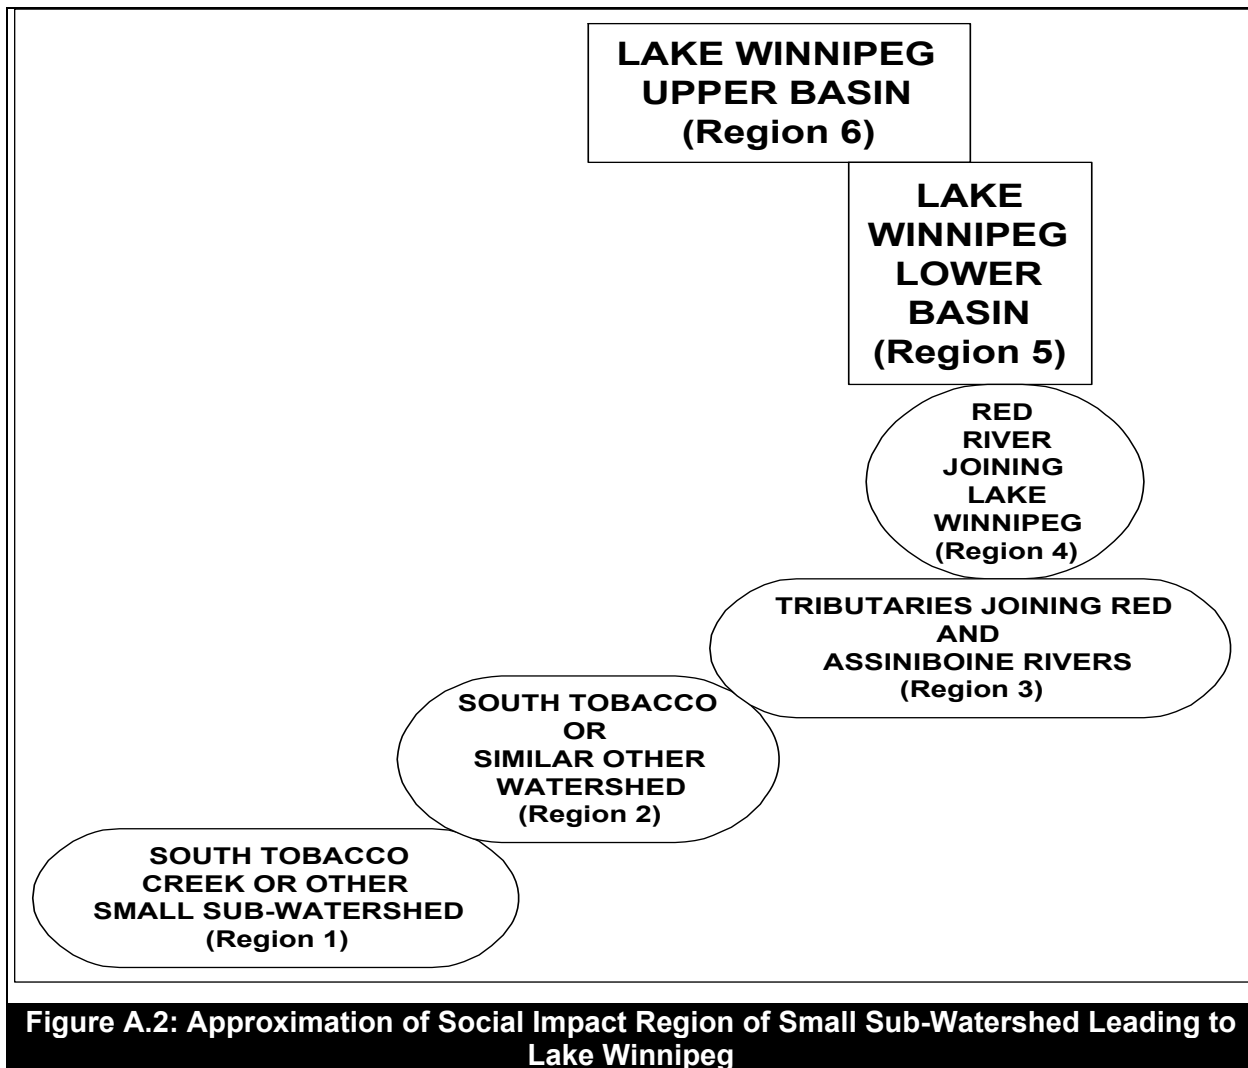 LAKE WINNIPEG
UPPER BASIN
(Region 6)
LAKE
WINNIPEG
LOWER
BASIN
(Region 5)
RED
RIVER
JOINING
LAKE
WINNIPEG
(Region 4)
TRIBUTARIES JOINING RED
AND
ASSINIBOINE RIVERS
(Region 3)
SOUTH TOBACCO
OR
SIMILAR OTHER
WATERSHED
(Region 2)
SOUTH TOBACCO
CREEK OR OTHER
SMALL SUB-WATERSHED
(Region 1)
Figure A.2: Approximation of Social Impact Region of Small Sub-Watershed Leading to
Lake Winnipeg